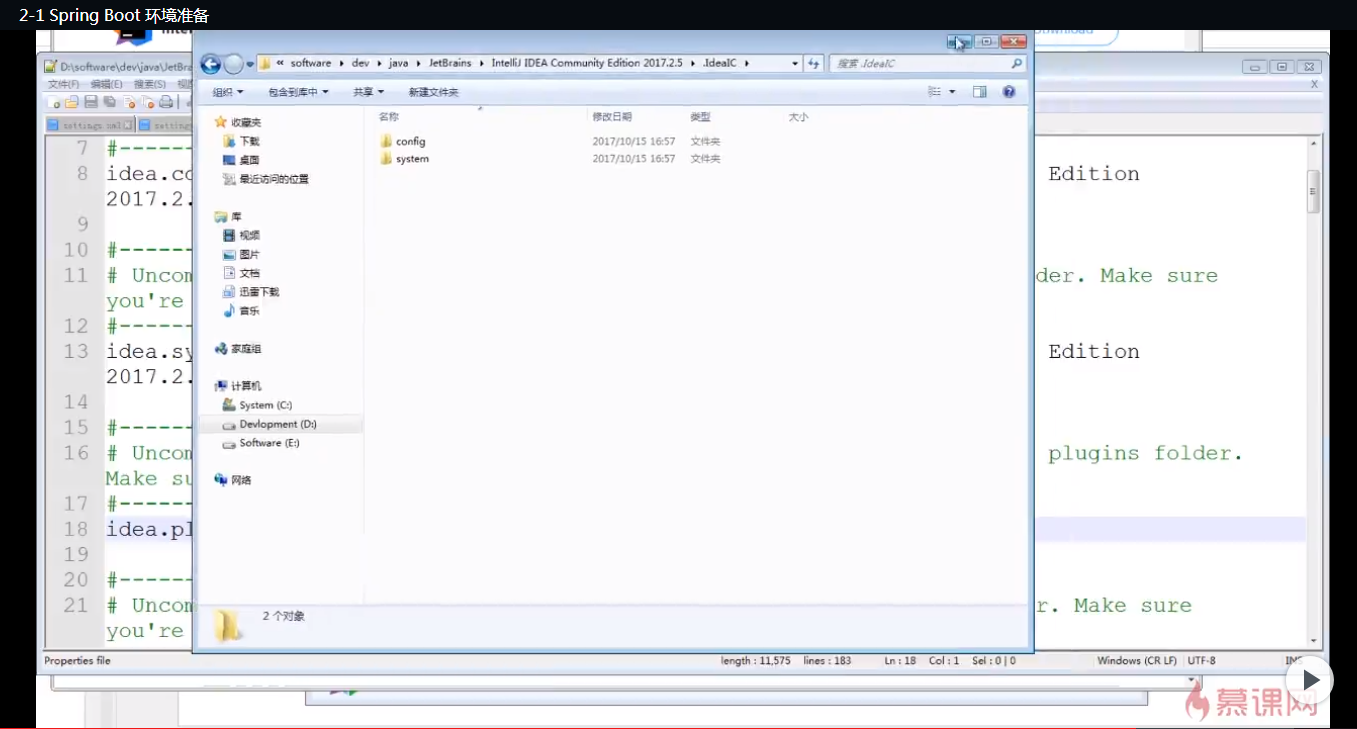 2-1 Spring Boot 环境准备
D:\software\dev\java\JetBra
文件(F) 编辑(E) 搜索(S) 视
« software dev java JetBrains IntelliJ IDEA Community Edition 2017.2.5 .IdeaIC
搜索 .IdeaIC
组织 包含到库中 共享 新建文件夹
名称 修改日期 类型 大小
config 2017/10/15 16:57 文件夹
system 2017/10/15 16:57 文件夹
收藏夹
下载
桌面
最近访问的位置
库
视频
图片
文档
迅雷下载
音乐
家庭组
计算机
System (C:)
Devlopment (D:)
Software (E:)
网络
2 个对象
7 #------
8 idea.co Edition
2017.2.
9
10 #------
11 # Uncom der. Make sure
you're
12 #------
13 idea.sy Edition
2017.2.
14
15 #------
16 # Uncom plugins folder.
Make su
17 #------
18 idea.pl
19
20 #------
21 # Uncom r. Make sure
you're
Properties file length : 11,575 lines : 183 Ln : 18 Col : 1 Sel : 0 | 0 Windows (CR LF) UTF-8
慕课网